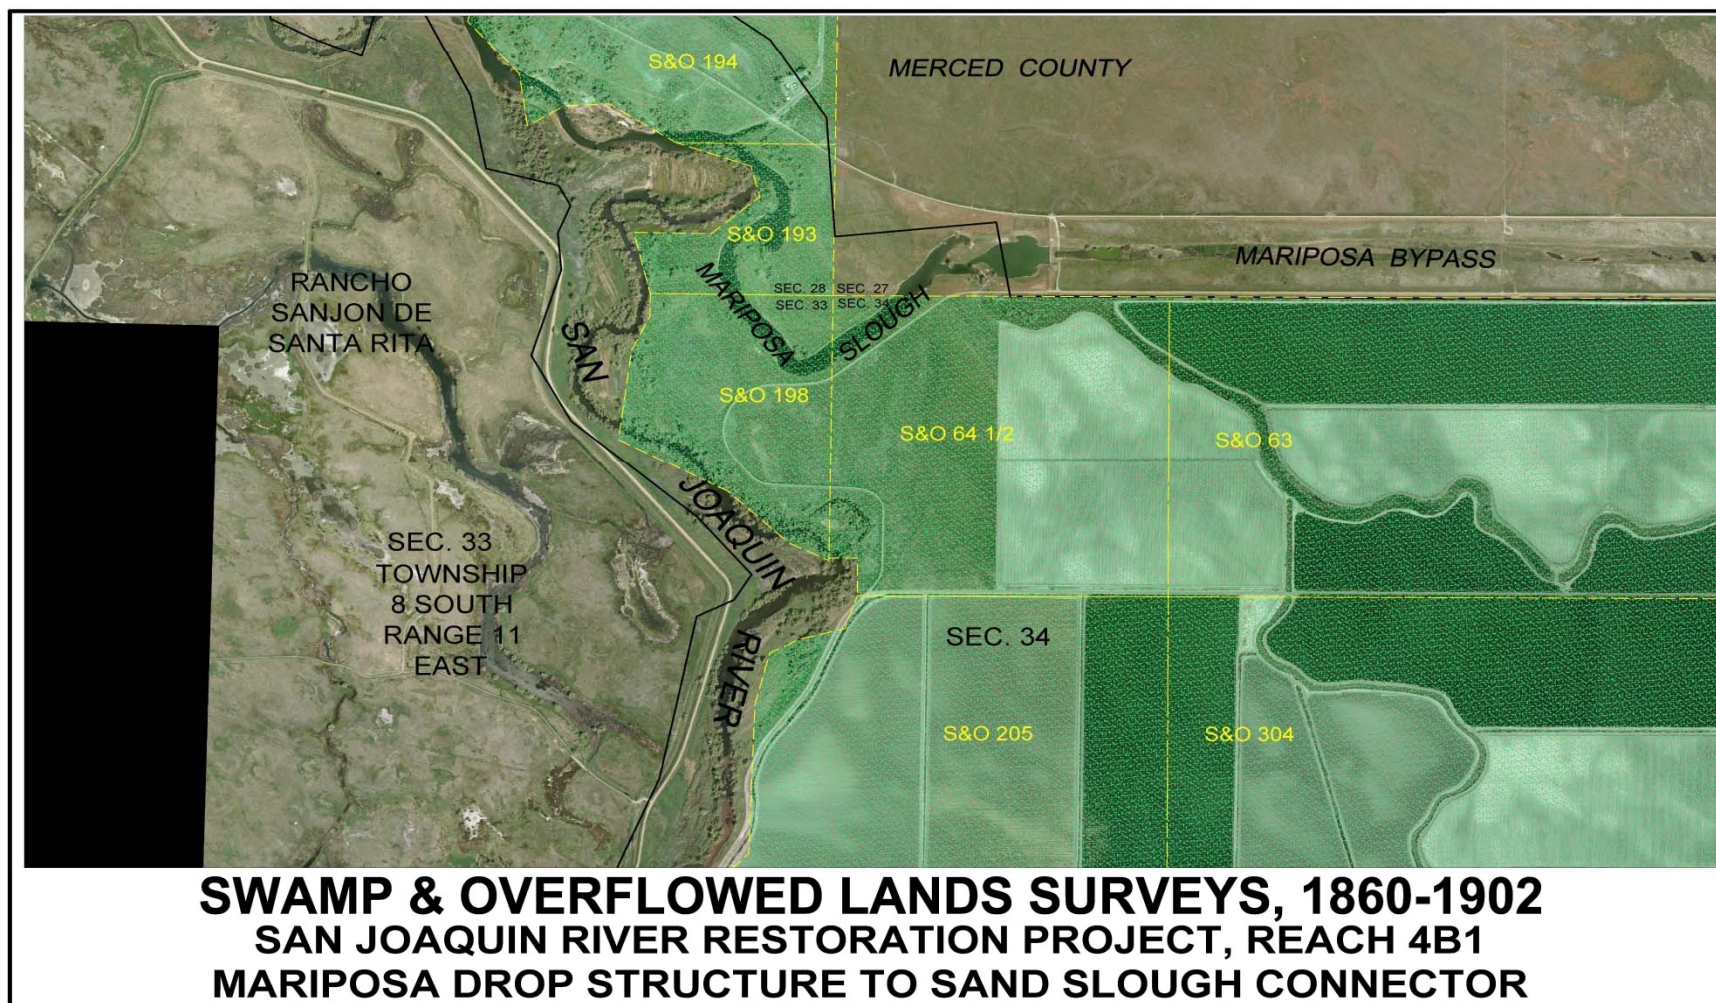 S&O 194
MERCED COUNTY
S&O 193
MARIPOSA BYPASS
RANCHO
SANJON DE
SANTA RITA
SEC. 28
SEC. 27
SEC. 33
SEC. 34
MARIPOSA
SLOUGH
SAN
JOAQUIN
RIVER
S&O 198
S&O 64 1/2
S&O 63
SEC. 33
TOWNSHIP
8 SOUTH
RANGE 11
EAST
SEC. 34
S&O 205
S&O 304
SWAMP & OVERFLOWED LANDS SURVEYS, 1860-1902
SAN JOAQUIN RIVER RESTORATION PROJECT, REACH 4B1
MARIPOSA DROP STRUCTURE TO SAND SLOUGH CONNECTOR